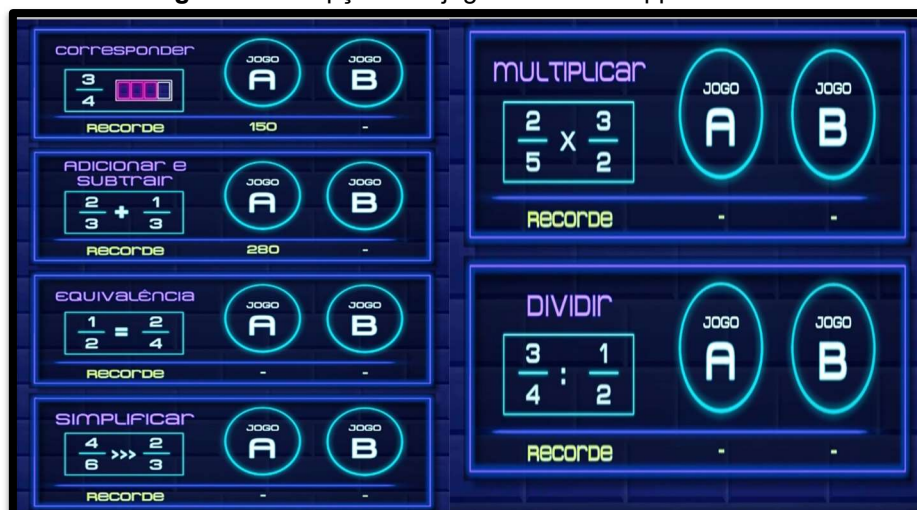 CORRESPONDER
JOGO A
JOGO B
3/4
RECORDE 150 -
ADICIONAR E
SUBTRAIR
JOGO A
JOGO B
2/3 + 1/3
RECORDE 280 -
EQUIVALÊNCIA
JOGO A
JOGO B
1/2 = 2/4
RECORDE - -
SIMPLIFICAR
JOGO A
JOGO B
4/6 >>> 2/3
RECORDE - -
MULTIPLICAR
JOGO A
JOGO B
2/5 x 3/2
RECORDE - -
DIVIDIR
JOGO A
JOGO B
3/4 : 1/2
RECORDE - -